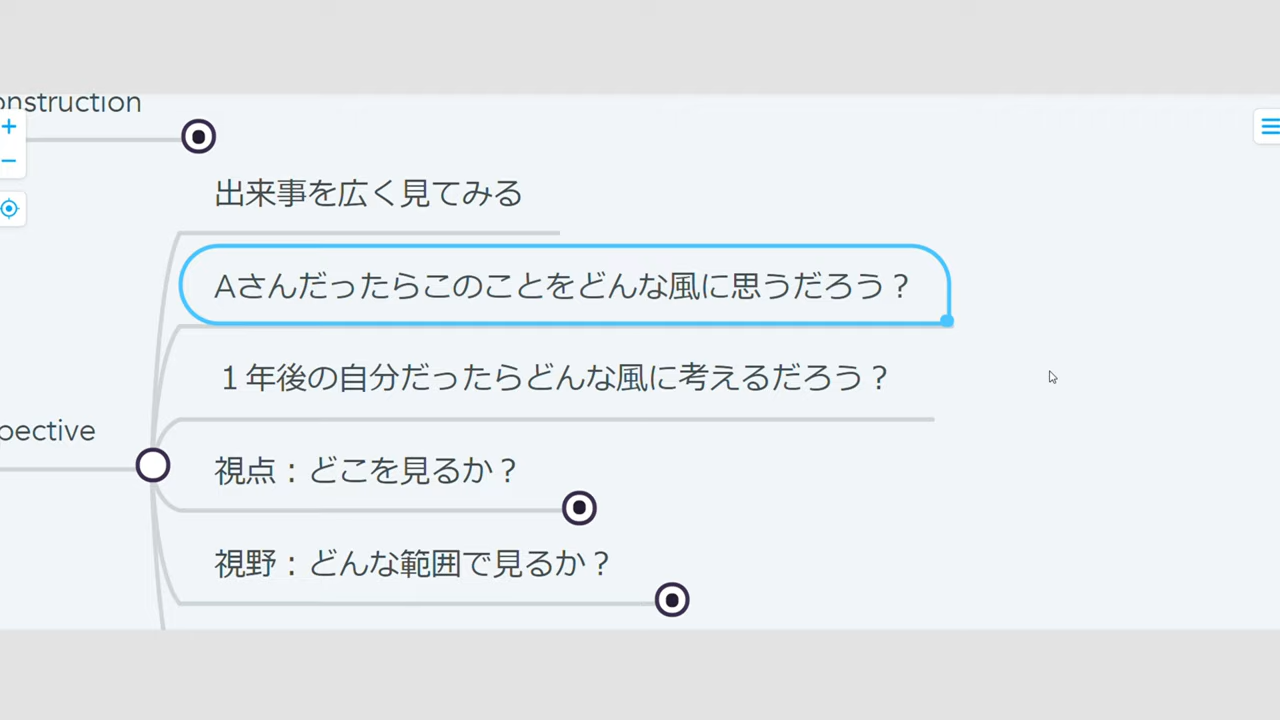 onstruction
出来事を広く見てみる
Aさんだったらこのことをどんな風に思うだろう？
１年後の自分だったらどんな風に考えるだろう？
pective
視点：どこを見るか？
視野：どんな範囲で見るか？